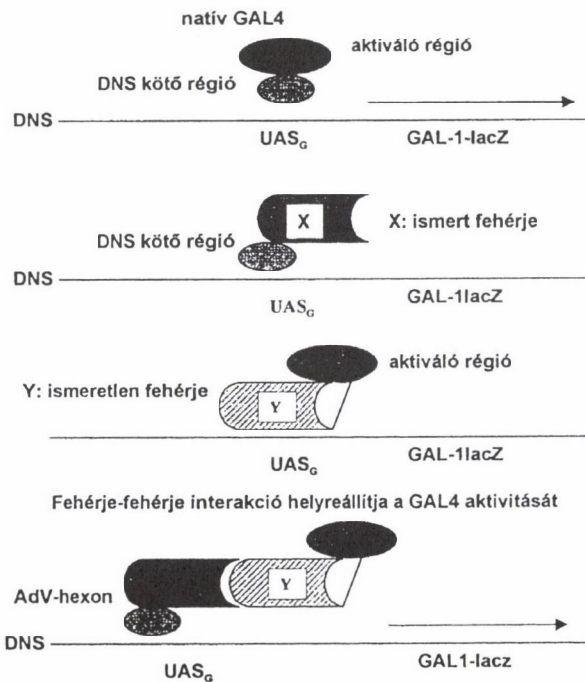 natív GAL4
aktiváló régió
DNS kötő régió
DNS
UAS_G
GAL-1-lacZ
X
X: ismert fehérje
DNS kötő régió
DNS
UAS_G
GAL-1lacZ
aktiváló régió
Y: ismeretlen fehérje
Y
UAS_G
GAL-1lacZ
Fehérje-fehérje interakció helyreállítja a GAL4 aktivitását
Y
AdV-hexon
DNS
UAS_G
GAL1-lacz